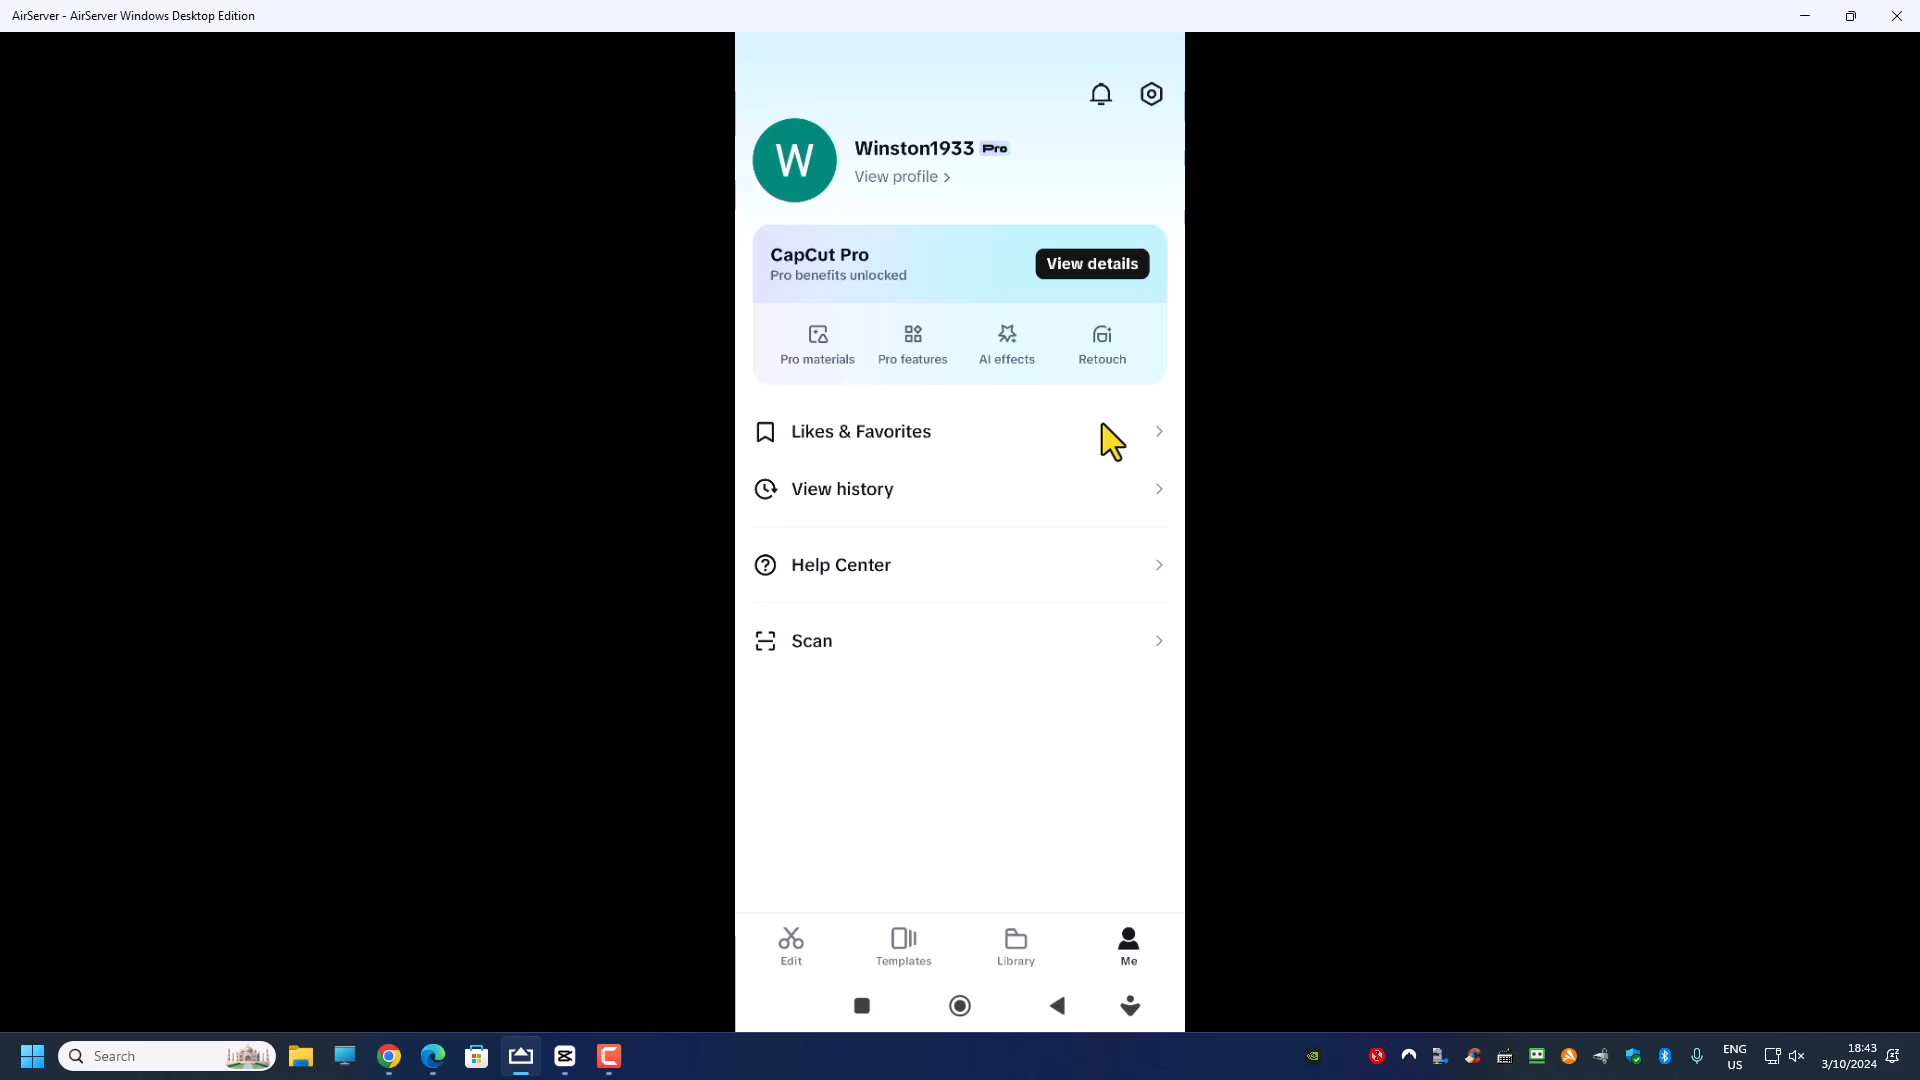 AirServer - AirServer Windows Desktop Edition
W
Winston1933 Pro
View profile >
CapCut Pro
Pro benefits unlocked
View details
Pro materials
Pro features
AI effects
Retouch
Likes & Favorites
View history
Help Center
Scan
Edit
Templates
Library
Me
Search
ENG
US
18:43
3/10/2024